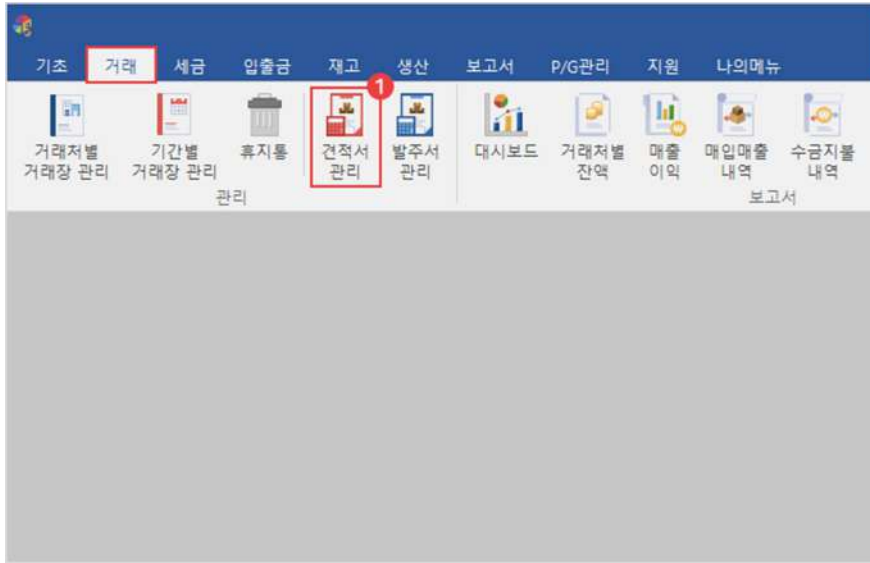 기초 거래 세금 입출금 재고 생산 보고서 P/G관리 지원 나의메뉴
1
거래처별 기간별 휴지통 견적서 발주서 대시보드 거래처별 매출 매입매출 수금지불
거래장 관리 거래장 관리 관리 관리 잔액 이익 내역 내역
관리 보고서